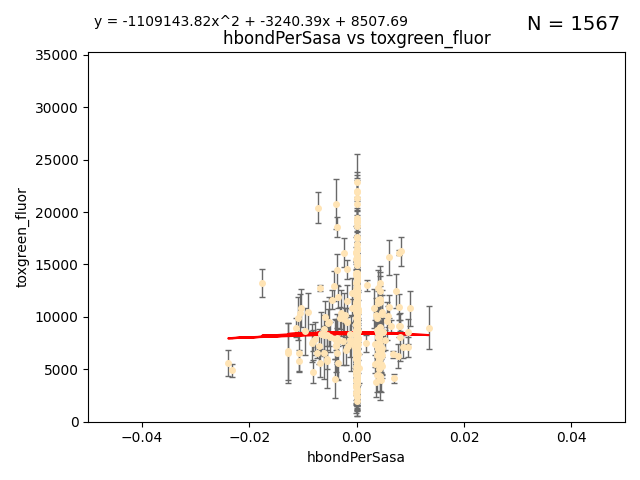 y = -1109143.82x^2 + -3240.39x + 8507.69
N = 1567
hbondPerSasa vs toxgreen_fluor
35000
30000
25000
20000
15000
10000
5000
0
toxgreen_fluor
−0.04
−0.02
0.00
0.02
0.04
hbondPerSasa